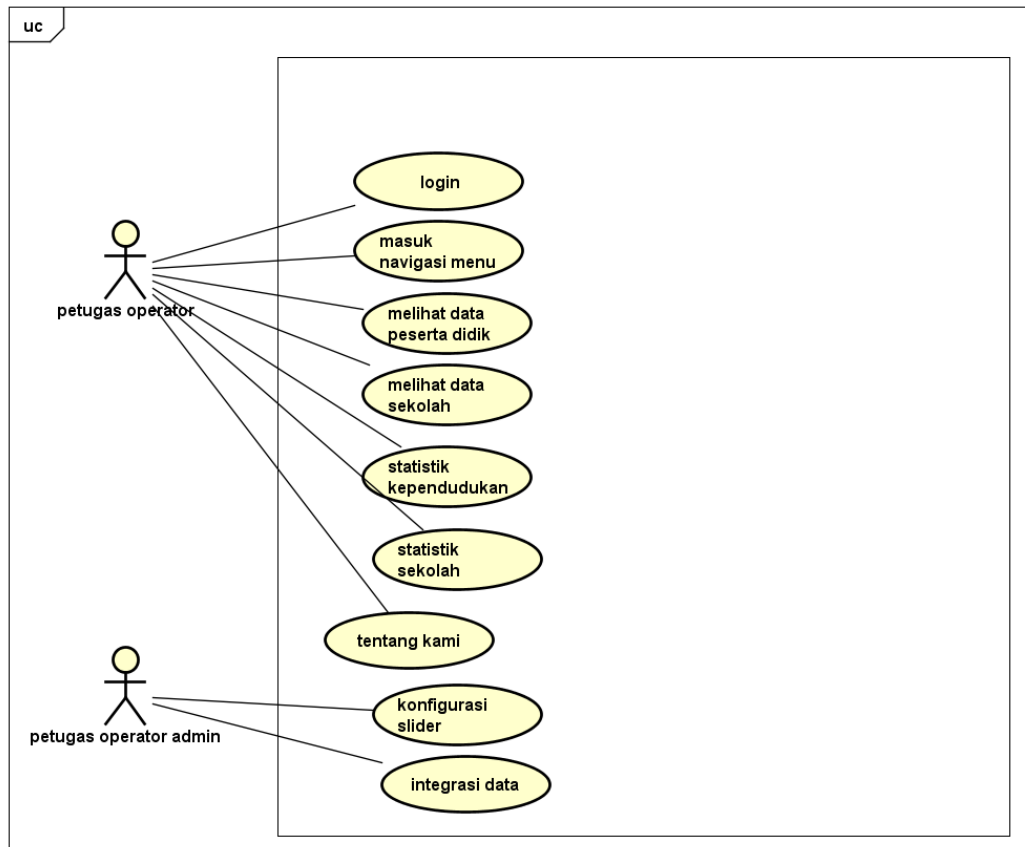 uc
login
masuk
navigasi menu
petugas operator
melihat data
peserta didik
melihat data
sekolah
statistik
kependudukan
statistik
sekolah
tentang kami
petugas operator admin
konfigurasi
slider
integrasi data